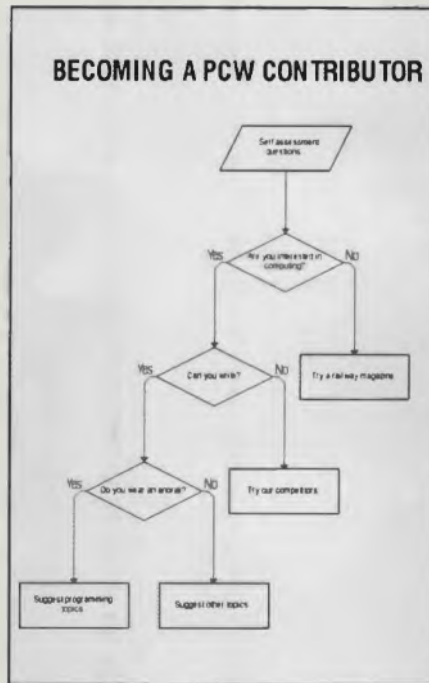 BECOMING A PCW CONTRIBUTOR
Self assessment
questions
Yes
Are you interested in
computing?
No
Yes
Can you write?
No
Try a railway magazine
Yes
Do you wear an anorak?
No
Try our competitors
Suggest programming
topics
Suggest other topics